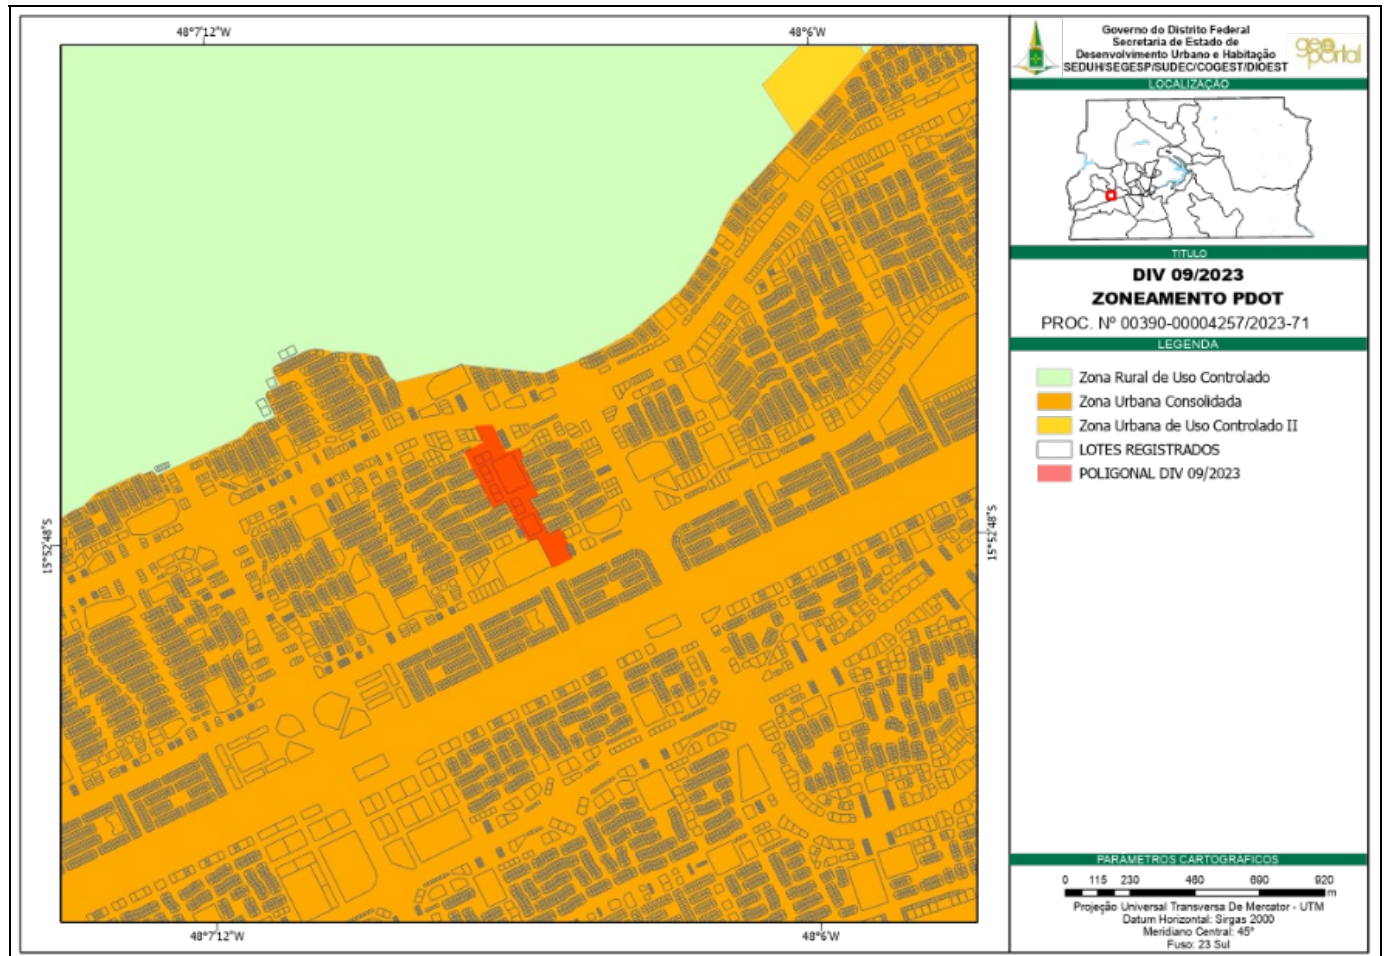 48°7'12"W
48°6'W
15°52'48"S
15°52'48"S
48°7'12"W
48°6'W
Governo do Distrito Federal
Secretaria de Estado de
Desenvolvimento Urbano e Habitação
SEDUH/SEGESP/SUDEC/COGEST/DIOEST
geoportal
LOCALIZAÇÃO
TITULO
DIV 09/2023
ZONEAMENTO PDOT
PROC. Nº 00390-00004257/2023-71
LEGENDA
Zona Rural de Uso Controlado
Zona Urbana Consolidada
Zona Urbana de Uso Controlado II
LOTES REGISTRADOS
POLIGONAL DIV 09/2023
PARÂMETROS CARTOGRÁFICOS
0 115 230 460 690 920
m
Projeção Universal Transversa De Mercator - UTM
Datum Horizontal: Sirgas 2000
Meridiano Central: 45º
Fuso: 23 Sul